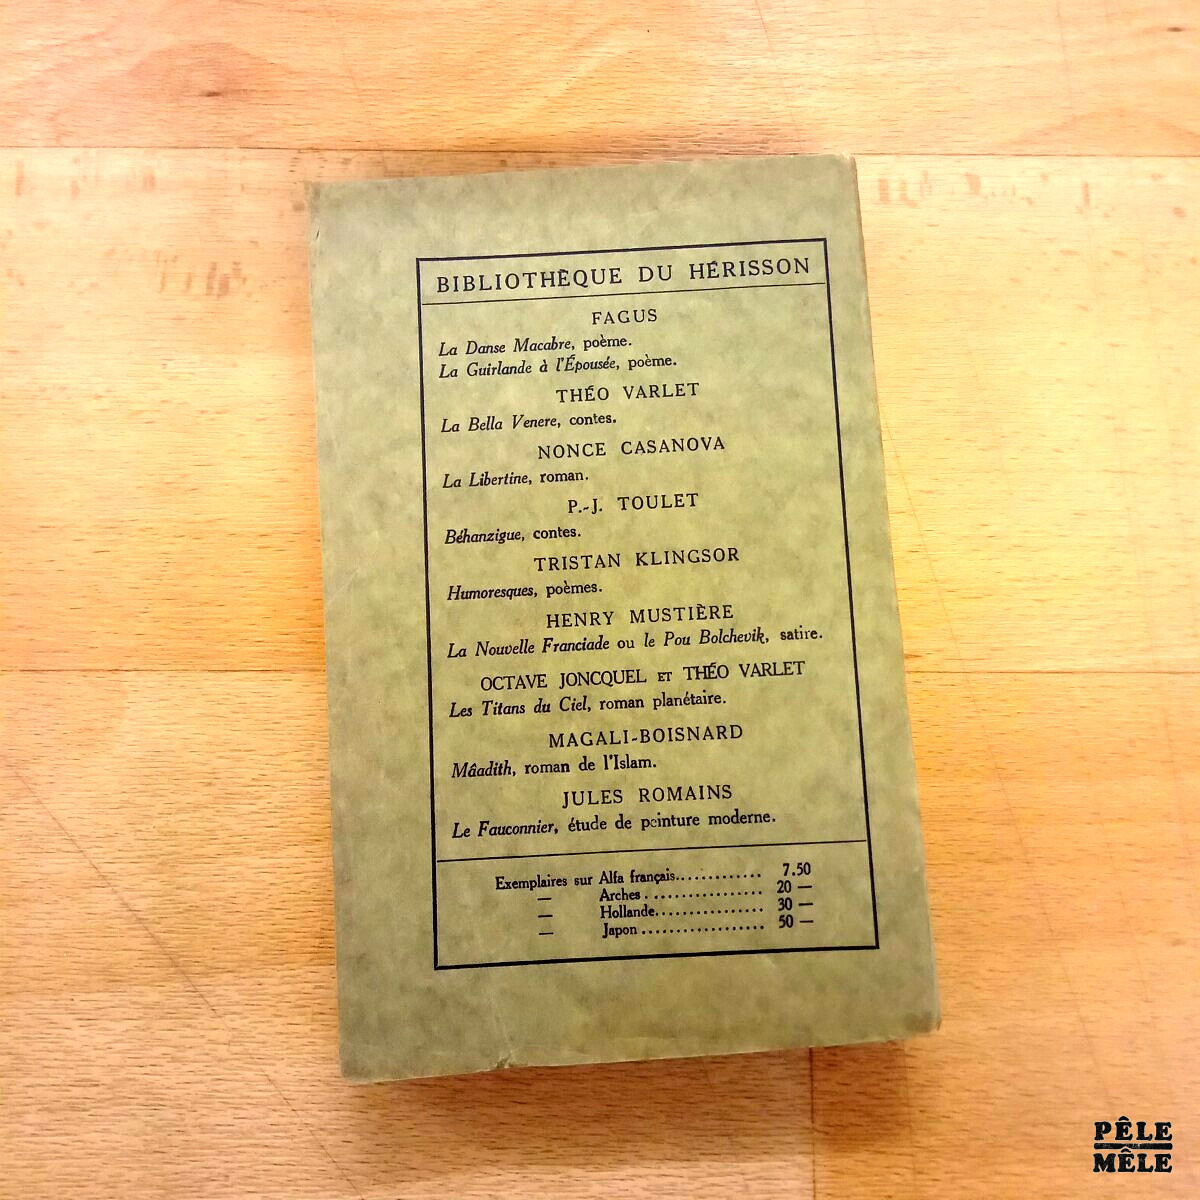 BIBLIOTHÈQUE DU HÉRISSON
FAGUS
La Danse Macabre, poème.
La Guirlande à l'Épousée, poème.
THÉO VARLET
La Bella Venere, contes.
NONCE CASANOVA
La Libertine, roman.
P.-J. TOULET
Béhanzigue, contes.
TRISTAN KLINGSOR
Humoresques, poèmes.
HENRY MUSTIÈRE
La Nouvelle Franciade ou le Pou Bolchevik, satire.
OCTAVE JONCQUEL ET THÉO VARLET
Les Titans du Ciel, roman planétaire.
MAGALI-BOISNARD
Mâadith, roman de l'Islam.
JULES ROMAINS
Le Fauconnier, étude de peinture moderne.
Exemplaires sur Alfa français............. 7.50
— Arches.................. 20 —
— Hollande................ 30 —
— Japon.................. 50 —
PÊLE
MÊLE